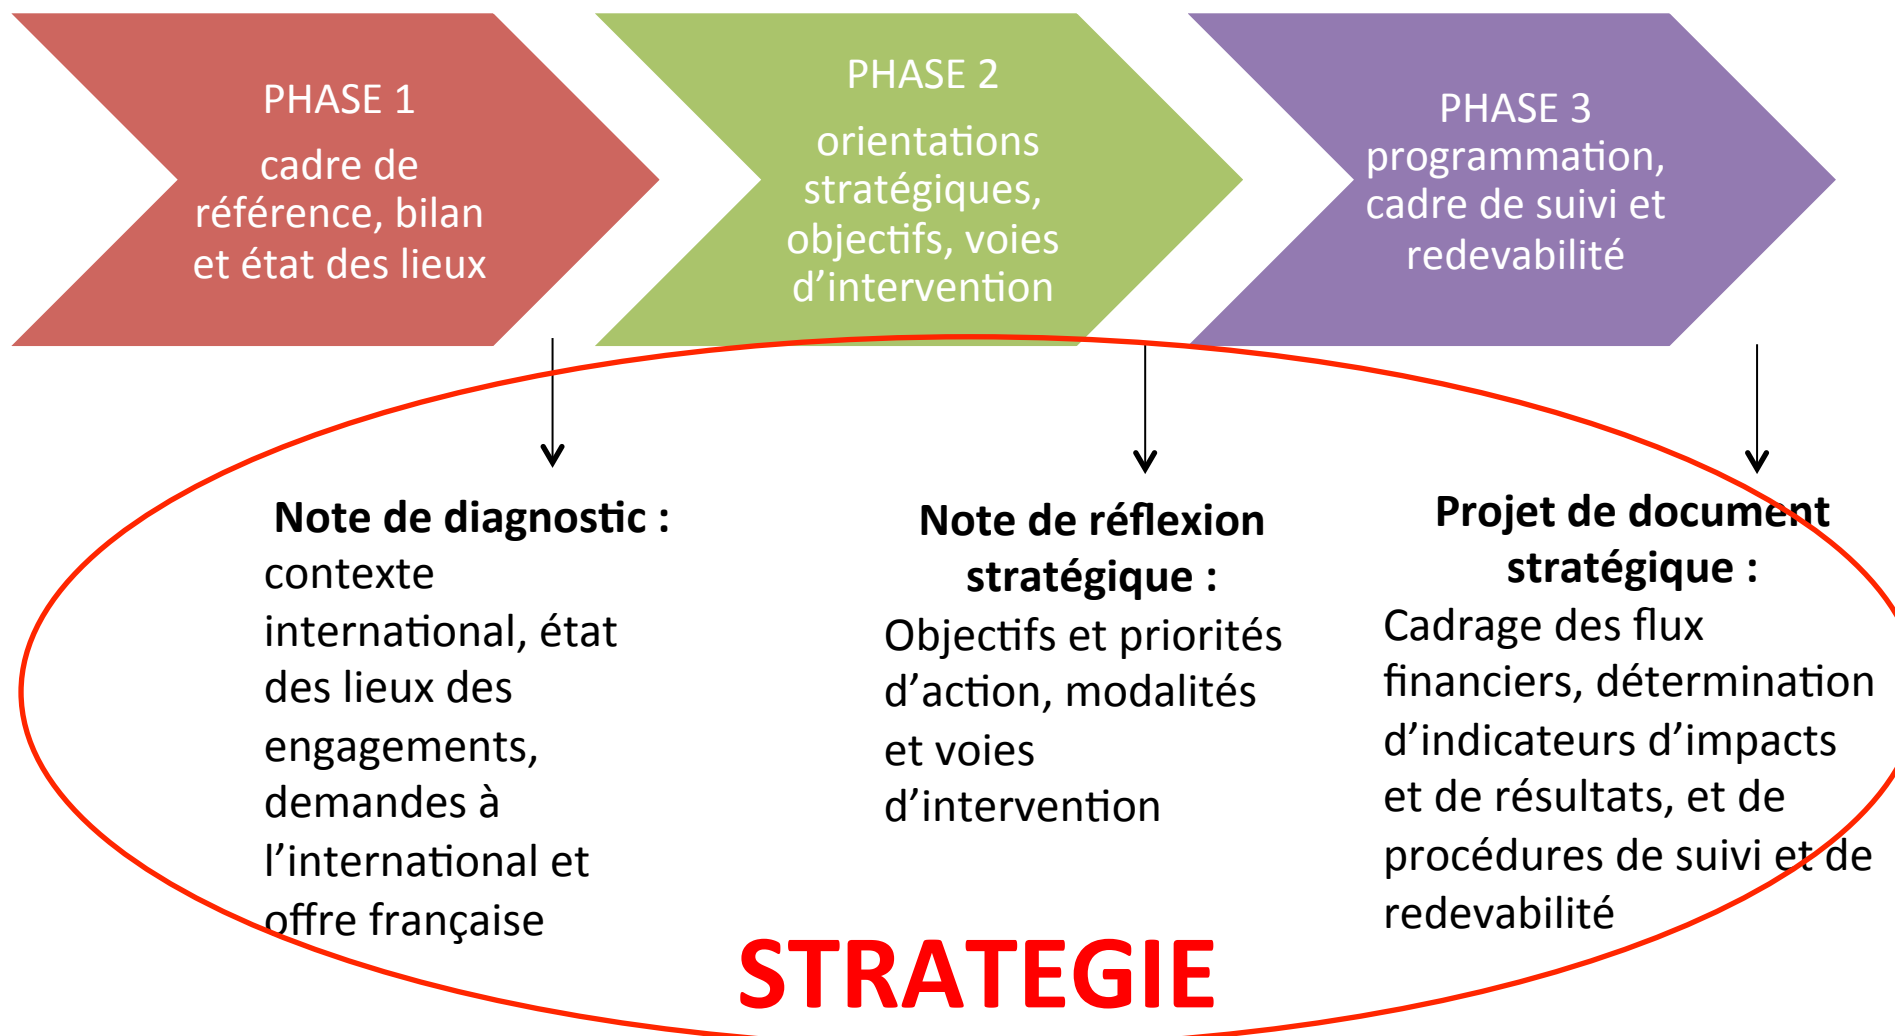 PHASE 1
cadre de
référence, bilan
et état des lieux
PHASE 2
orientations
stratégiques,
objectifs, voies
d’intervention
PHASE 3
programmation,
cadre de suivi et
redevabilité
Note de diagnostic :
contexte
international, état
des lieux des
engagements,
demandes à
l’international et
offre française
Note de réflexion
stratégique :
Objectifs et priorités
d’action, modalités
et voies
d’intervention
Projet de document
stratégique :
Cadrage des flux
financiers, détermination
d’indicateurs d’impacts
et de résultats, et de
procédures de suivi et de
redevabilité
STRATEGIE